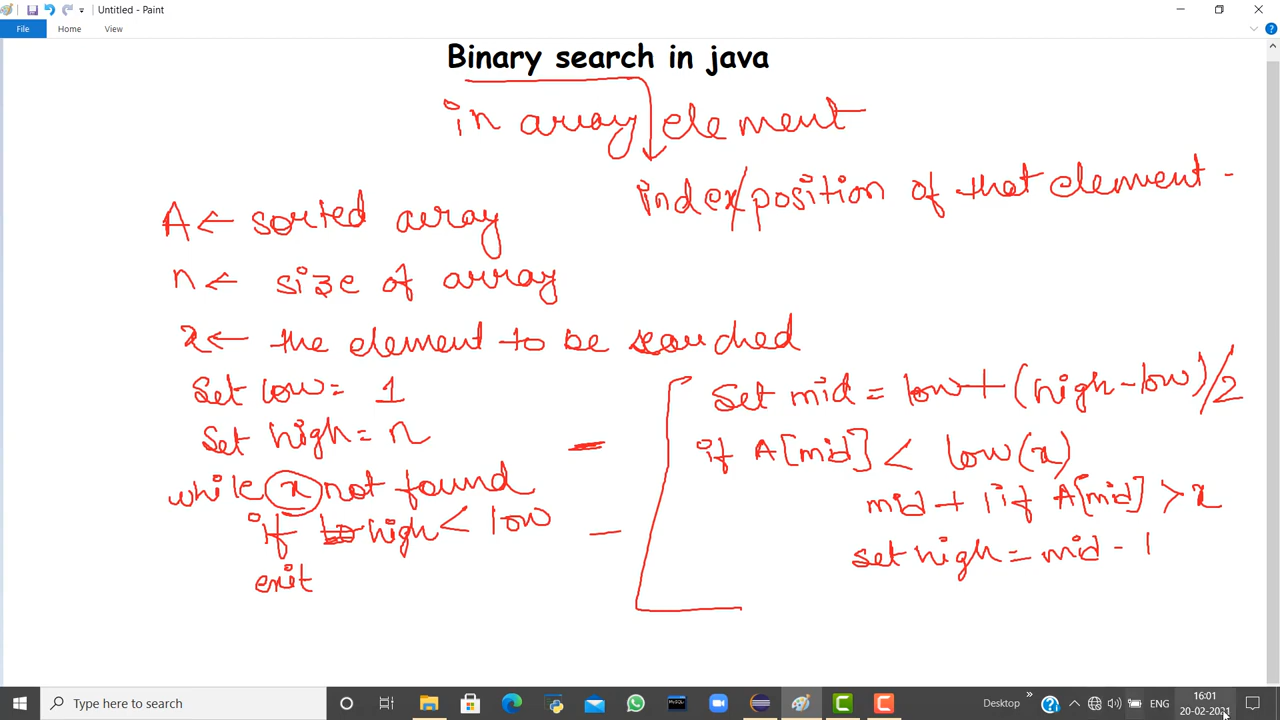 Untitled - Paint
File Home View
Binary search in java
in array element
index/position of that element -
A ← sorted array
n ← size of array
x ← the element to be searched
Set low = 1
Set high = n
while x not found
if high < low
exit
Set mid = low + (high - low)/2
if A[mid] < low(x)
mid + 1 if A[mid] > x
set high = mid - 1
Type here to search
Desktop » ENG 16:01
20-02-2021